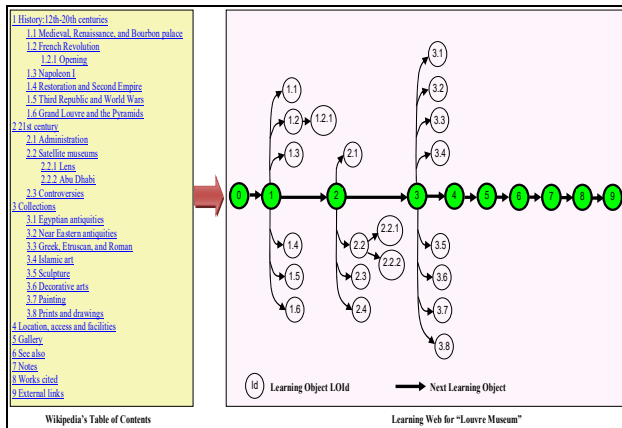 1 History:12th-20th centuries
1.1 Medieval, Renaissance, and Bourbon palace
1.2 French Revolution
1.2.1 Opening
1.3 Napoleon I
1.4 Restoration and Second Empire
1.5 Third Republic and World Wars
1.6 Grand Louvre and the Pyramids
2 21st century
2.1 Administration
2.2 Satellite museums
2.2.1 Lens
2.2.2 Abu Dhabi
2.3 Controversies
3 Collections
3.1 Egyptian antiquities
3.2 Near Eastern antiquities
3.3 Greek, Etruscan, and Roman
3.4 Islamic art
3.5 Sculpture
3.6 Decorative arts
3.7 Painting
3.8 Prints and drawings
4 Location, access and facilities
5 Gallery
6 See also
7 Notes
8 Works cited
9 External links
Wikipedia's Table of Contents
3.1
3.2
1.1
1.2 1.2.1
3.3
1.3
2.1
3.4
0 1 2 3 4 5 6 7 8 9
2.2.1
1.4
2.2
3.5
2.2.2
1.5
2.3
3.6
1.6
2.4
3.7
3.8
Id Learning Object LOId
Next Learning Object
Learning Web for "Louvre Museum"